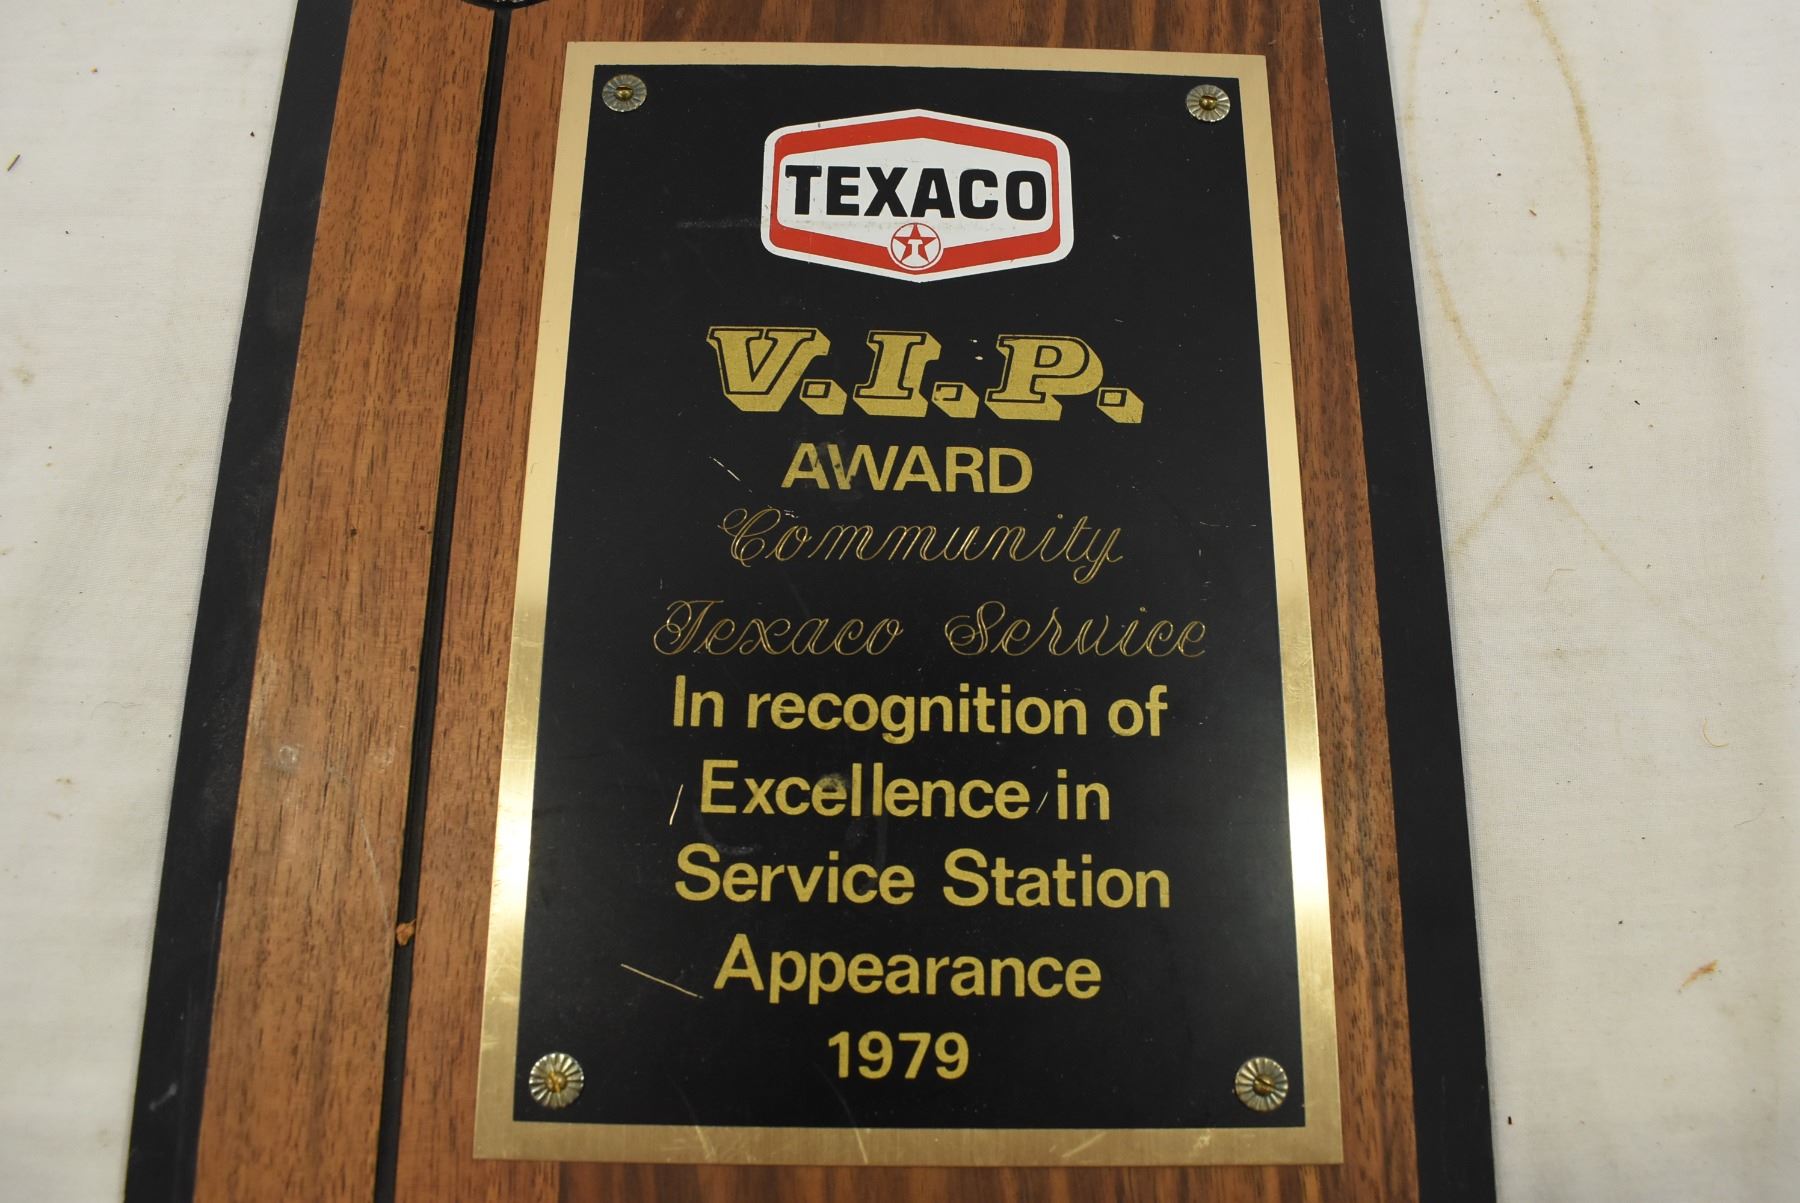 TEXACO
T
V.I.P.
AWARD
Community
Texaco Service
In recognition of
Excellence in
Service Station
Appearance
1979